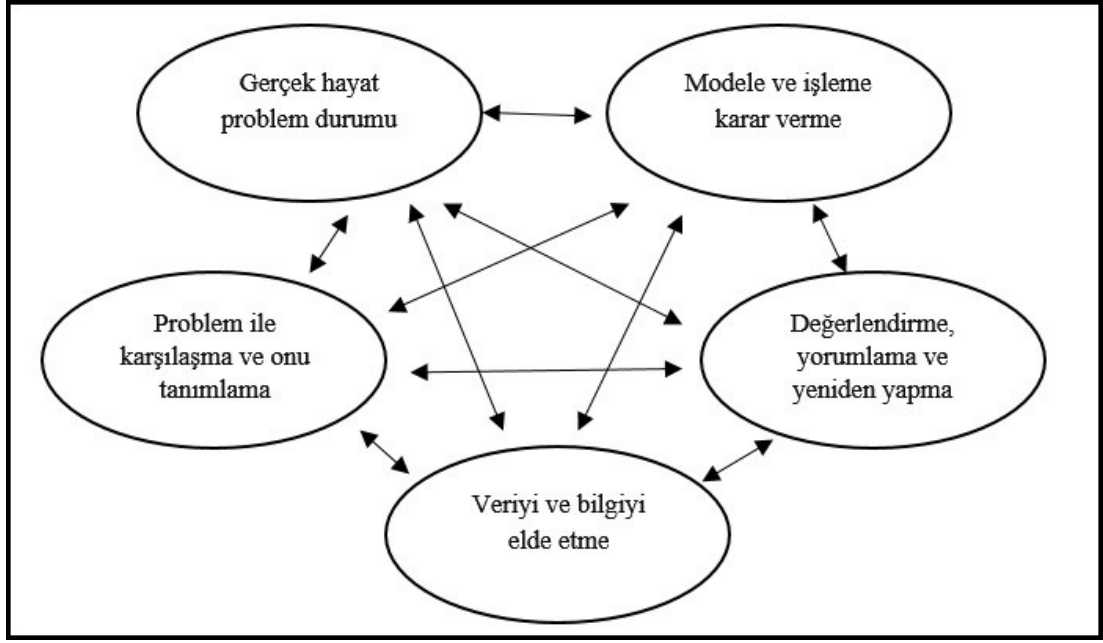 Gerçek hayat
problem durumu
Modele ve işleme
karar verme
Problem ile
karşılaşma ve onu
tanımlama
Değerlendirme,
yorumlama ve
yeniden yapma
Veriyi ve bilgiyi
elde etme